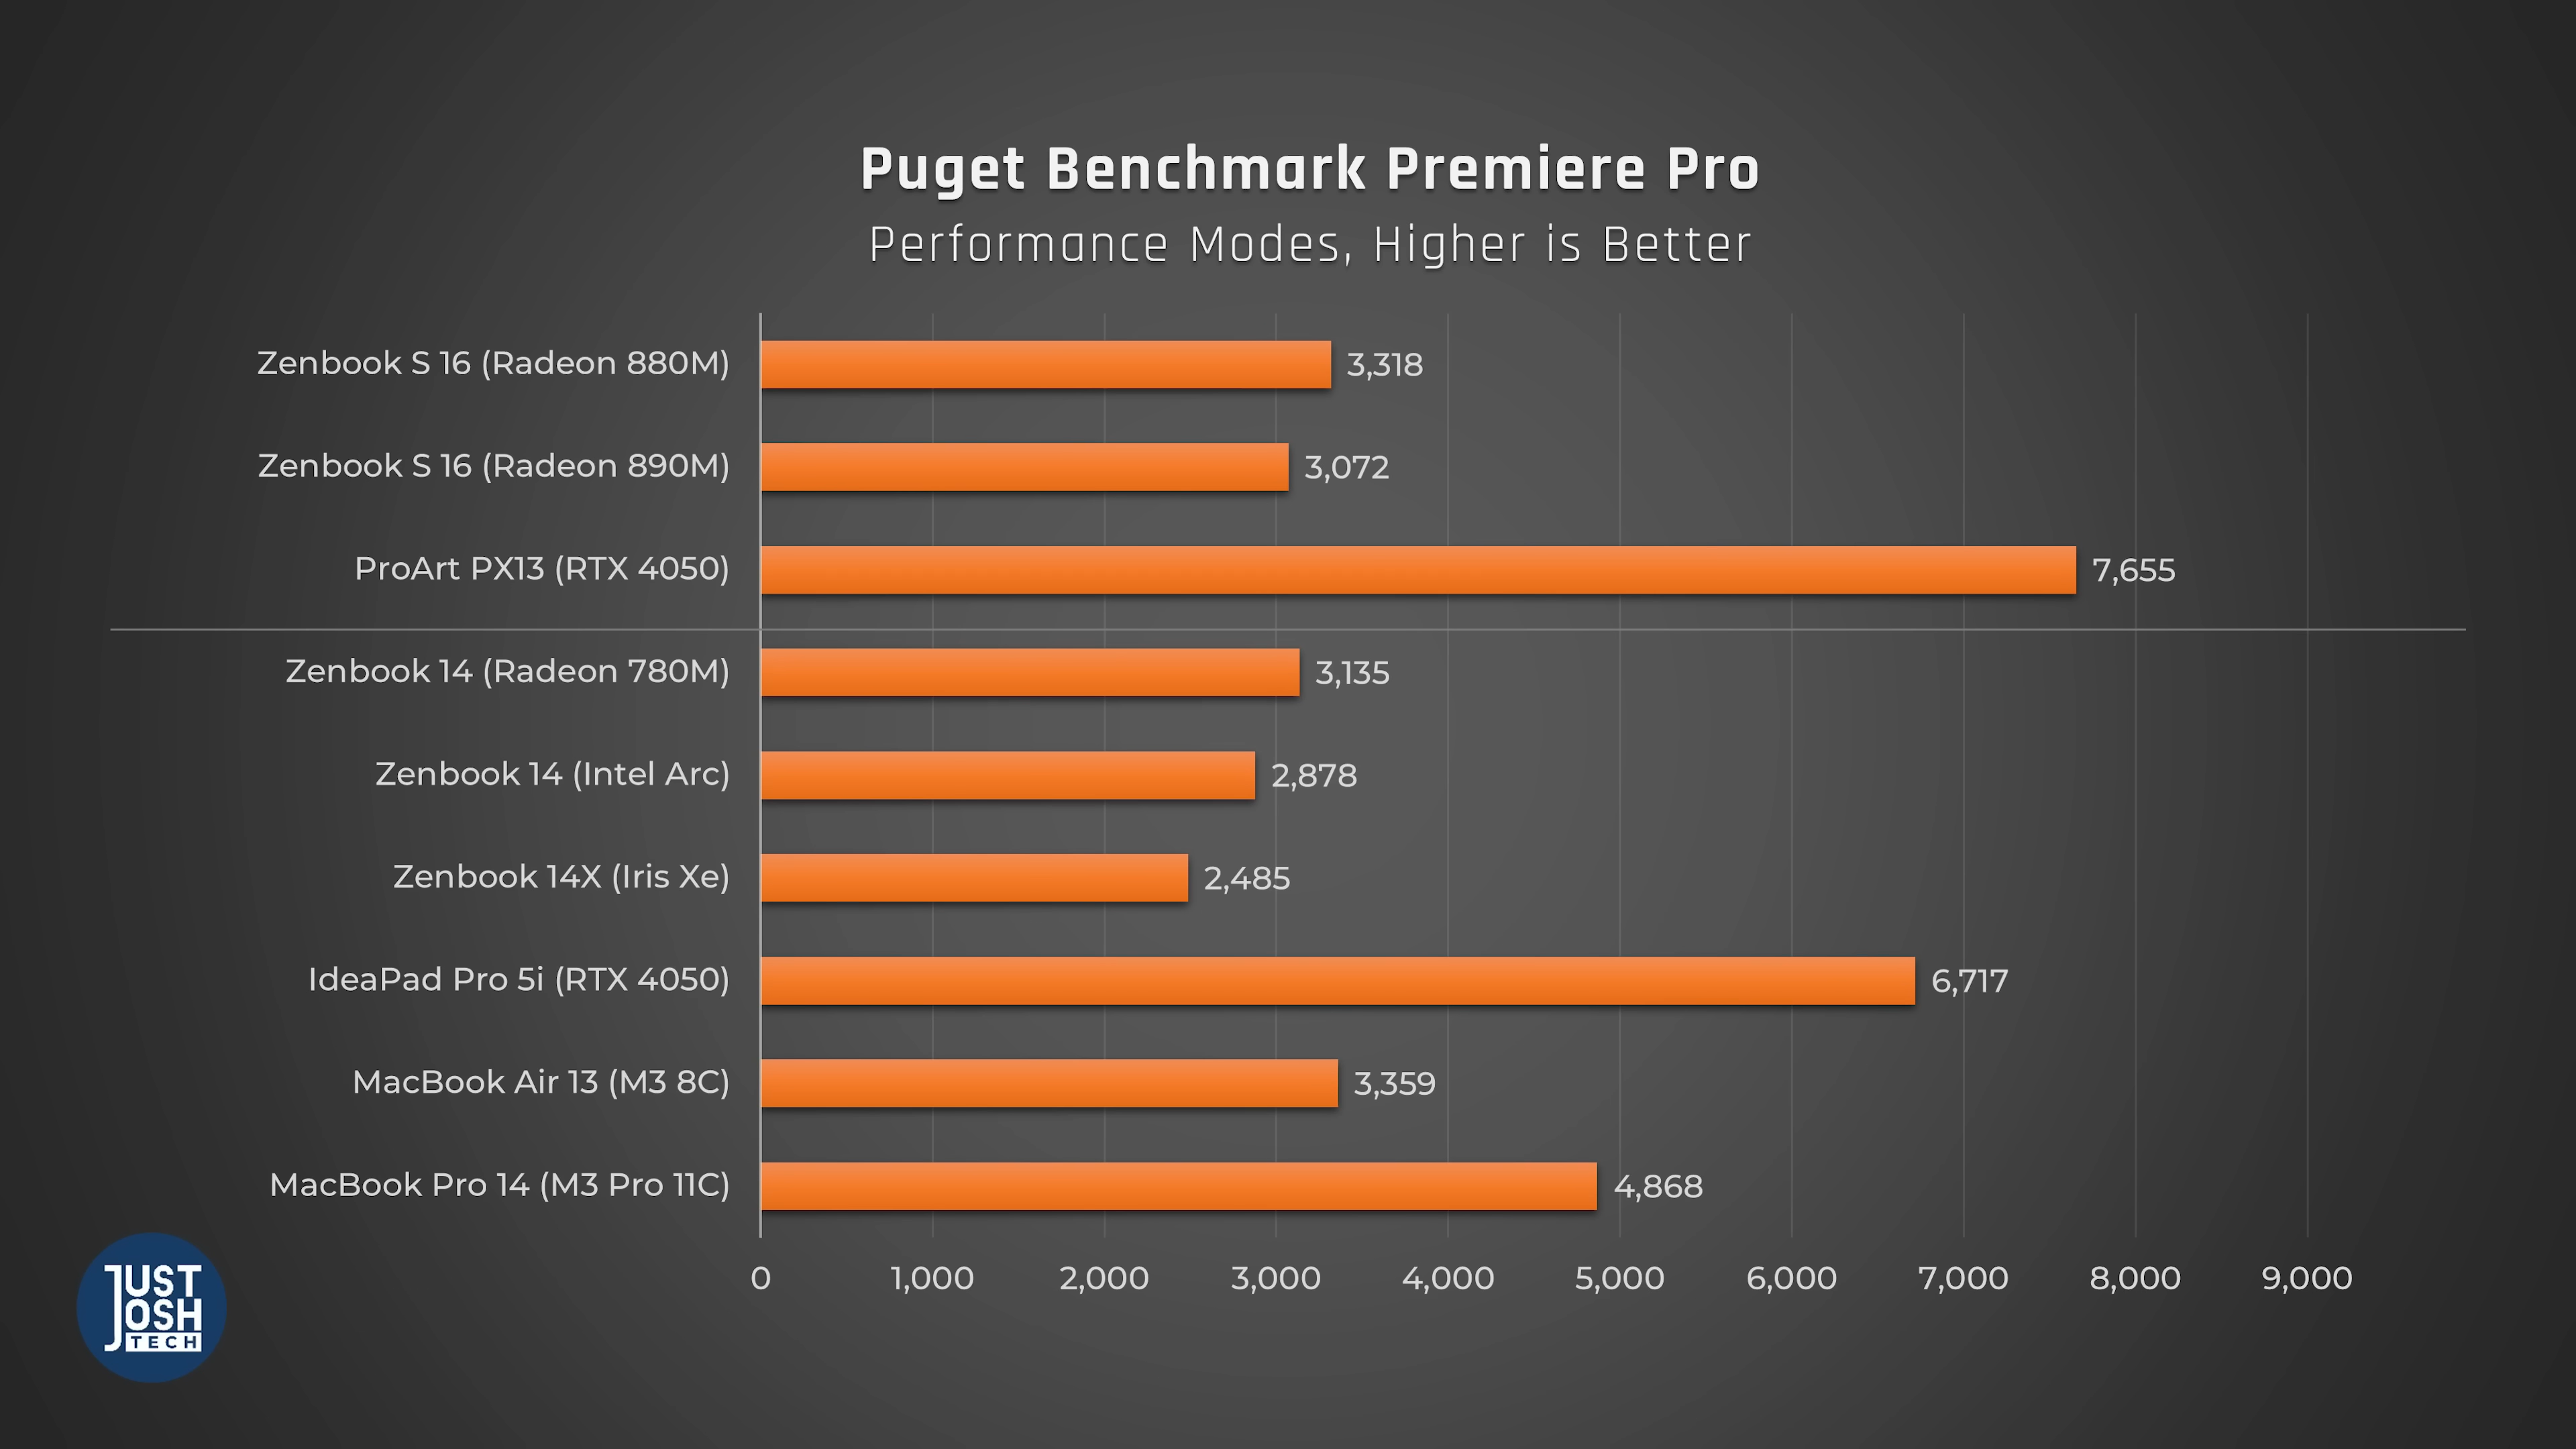 Puget Benchmark Premiere Pro
Performance Modes, Higher is Better
Zenbook S 16 (Radeon 880M) 3,318
Zenbook S 16 (Radeon 890M) 3,072
ProArt PX13 (RTX 4050) 7,655
Zenbook 14 (Radeon 780M) 3,135
Zenbook 14 (Intel Arc) 2,878
Zenbook 14X (Iris Xe) 2,485
IdeaPad Pro 5i (RTX 4050) 6,717
MacBook Air 13 (M3 8C) 3,359
MacBook Pro 14 (M3 Pro 11C) 4,868
0 1,000 2,000 3,000 4,000 5,000 6,000 7,000 8,000 9,000
JUST
JOSH
TECH